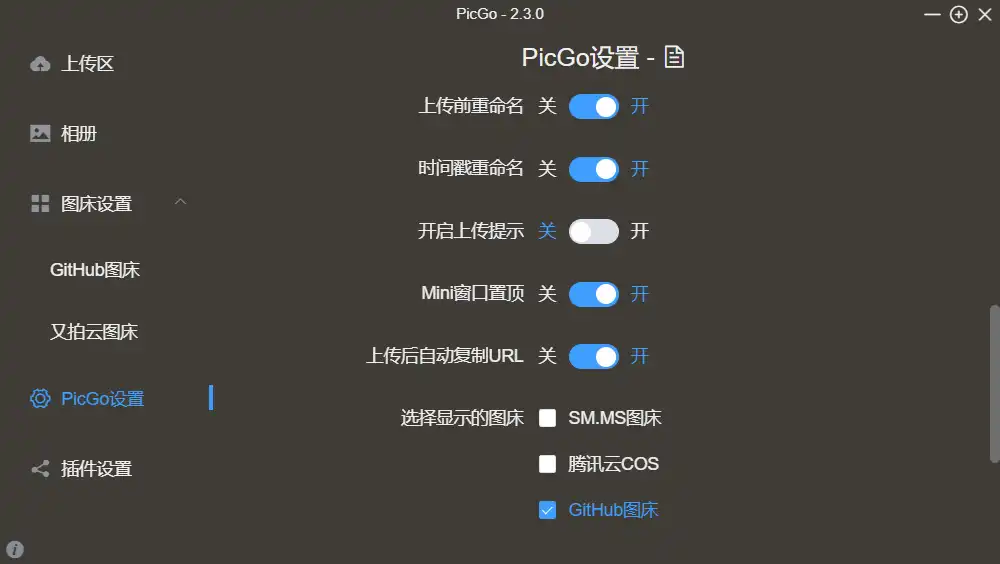 PicGo - 2.3.0
上传区
相册
图床设置
GitHub图床
又拍云图床
PicGo设置
插件设置
PicGo设置 -
上传前重命名 关 开
时间戳重命名 关 开
开启上传提示 关 开
Mini窗口置顶 关 开
上传后自动复制URL 关 开
选择显示的图床 SM.MS图床
腾讯云COS
GitHub图床